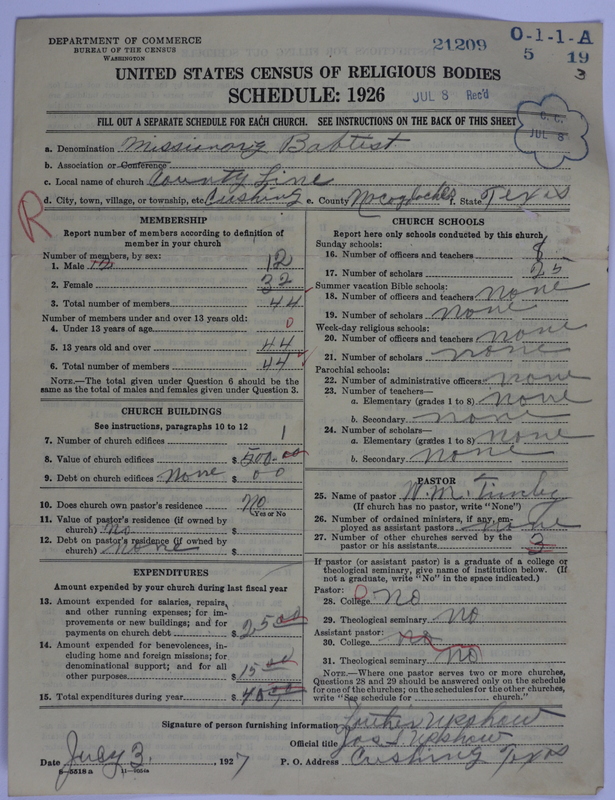 DEPARTMENT OF COMMERCE
BUREAU OF THE CENSUS
WASHINGTON
21209
O-1-1-A
5 19
3
UNITED STATES CENSUS OF RELIGIOUS BODIES
SCHEDULE: 1926
JUL 8 Rec'd
C. C.
JUL 8
FILL OUT A SEPARATE SCHEDULE FOR EACH CHURCH. SEE INSTRUCTIONS ON THE BACK OF THIS SHEET
a. Denomination Missionary Babtist
b. Association or Conference
c. Local name of church County Line
d. City, town, village, or township, etc. Cushing e. County Nacogdoches f. State Texas
R
MEMBERSHIP
Report number of members according to definition of
member in your church
Number of members, by sex:
1. Male 12
2. Female 32
3. Total number of members 44
Number of members under and over 13 years old:
4. Under 13 years of age 0
5. 13 years old and over 44
6. Total number of members 44
NOTE.—The total given under Question 6 should be the
same as the total of males and females given under Question 3.
CHURCH BUILDINGS
See instructions, paragraphs 10 to 12
7. Number of church edifices 1
8. Value of church edifices $ 500.00
9. Debt on church edifices None $ 00
10. Does church own pastor's residence No
Yes or No
11. Value of pastor's residence (if owned by
church) No $
12. Debt on pastor's residence (if owned by
church) none $
EXPENDITURES
Amount expended by your church during last fiscal year
13. Amount expended for salaries, repairs,
and other running expenses; for im-
provements or new buildings; and for
payments on church debt $ 25 00
14. Amount expended for benevolences, in-
cluding home and foreign missions; for
denominational support; and for all
other purposes $ 15 00
15. Total expenditures during year $ 40 00
CHURCH SCHOOLS
Report here only schools conducted by this church
Sunday schools:
16. Number of officers and teachers 8
17. Number of scholars 25
Summer vacation Bible schools:
18. Number of officers and teachers none
19. Number of scholars none
Week-day religious schools:
20. Number of officers and teachers none
21. Number of scholars none
Parochial schools:
22. Number of administrative officers none
23. Number of teachers—
a. Elementary (grades 1 to 8) none
b. Secondary none
24. Number of scholars—
a. Elementary (grades 1 to 8) none
b. Secondary none
PASTOR
25. Name of pastor W. M.
(If church has no pastor, write "None")
26. Number of ordained ministers, if any, em-
ployed as assistant pastors none
27. Number of other churches served by the
pastor or his assistants 3
If pastor (or assistant pastor) is a graduate of a college or
theological seminary, give name of institution below. (If
not a graduate, write "No" in the space indicated.)
Pastor:
28. College No
29. Theological seminary No
Assistant pastor:
30. College no
31. Theological seminary No
NOTE.—Where one pastor serves two or more churches,
Questions 28 and 29 should be answered only on the schedule
for one of the churches; on the schedules for the other churches,
write "See schedule for church."
Signature of person furnishing information Luther Upshaw
Official title Jos Upshaw
Date July 3, 1927 P. O. Address Cushing Texas
8-5518a